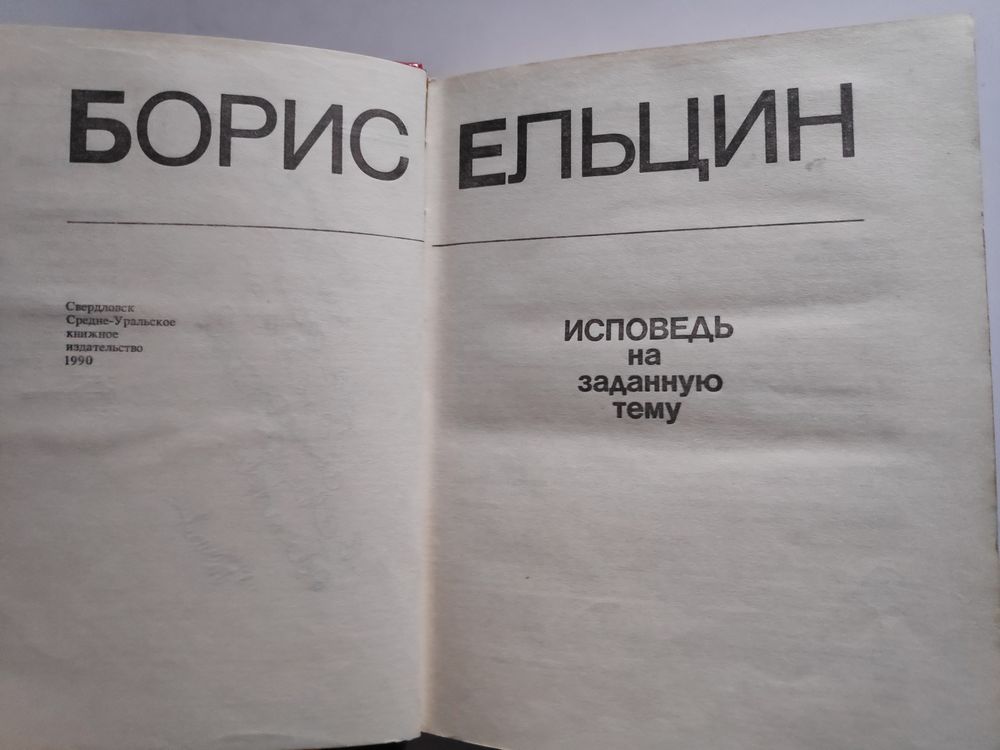 БОРИС ЕЛЬЦИН
Свердловск
Средне-Уральское
книжное
издательство
1990
ИСПОВЕДЬ
на
заданную
тему